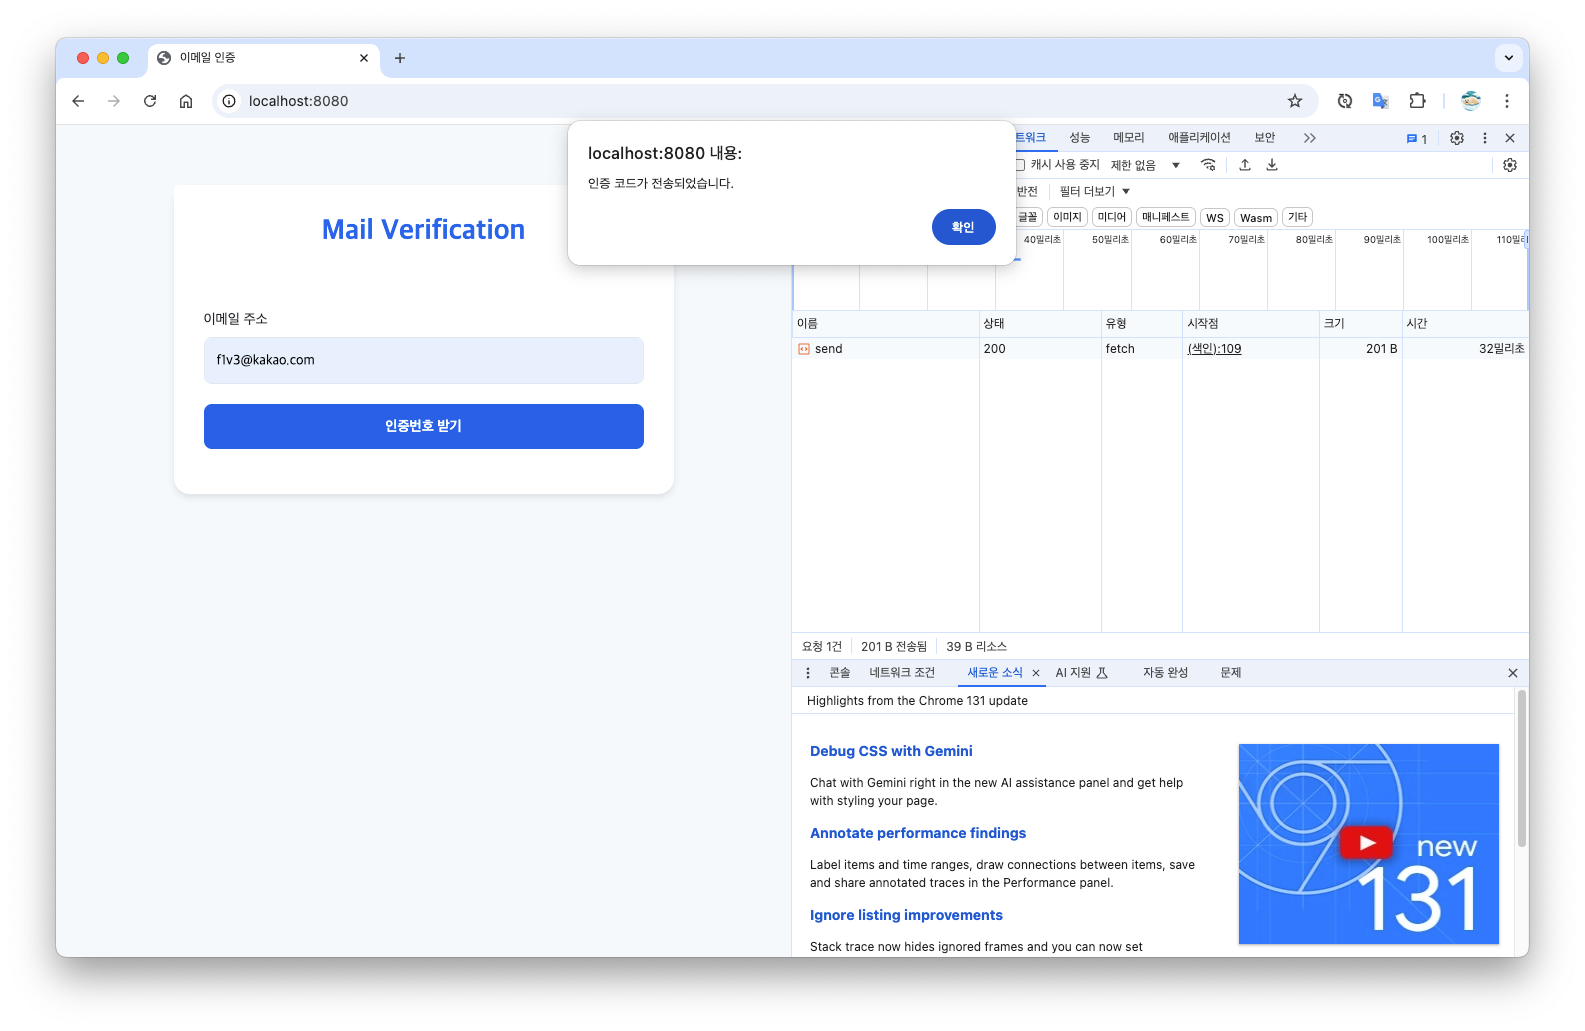 이메일 인증
localhost:8080
localhost:8080 내용:
인증 코드가 전송되었습니다.
확인
Mail Verification
이메일 주소
f1v3@kakao.com
인증번호 받기
트워크 성능 메모리 애플리케이션 보안 1
캐시 사용 중지 제한 없음
반전 필터 더보기
글꼴 이미지 미디어 매니페스트 WS Wasm 기타
40밀리초 50밀리초 60밀리초 70밀리초 80밀리초 90밀리초 100밀리초 110밀리
이름 상태 유형 시작점 크기 시간
send 200 fetch (색인):109 201 B 32밀리초
요청 1건 201 B 전송됨 39 B 리소스
콘솔 네트워크 조건 새로운 소식 AI 지원 자동 완성 문제
Highlights from the Chrome 131 update
Debug CSS with Gemini
Chat with Gemini right in the new AI assistance panel and get help
with styling your page.
Annotate performance findings
Label items and time ranges, draw connections between items, save
and share annotated traces in the Performance panel.
Ignore listing improvements
Stack trace now hides ignored frames and you can now set
new
131